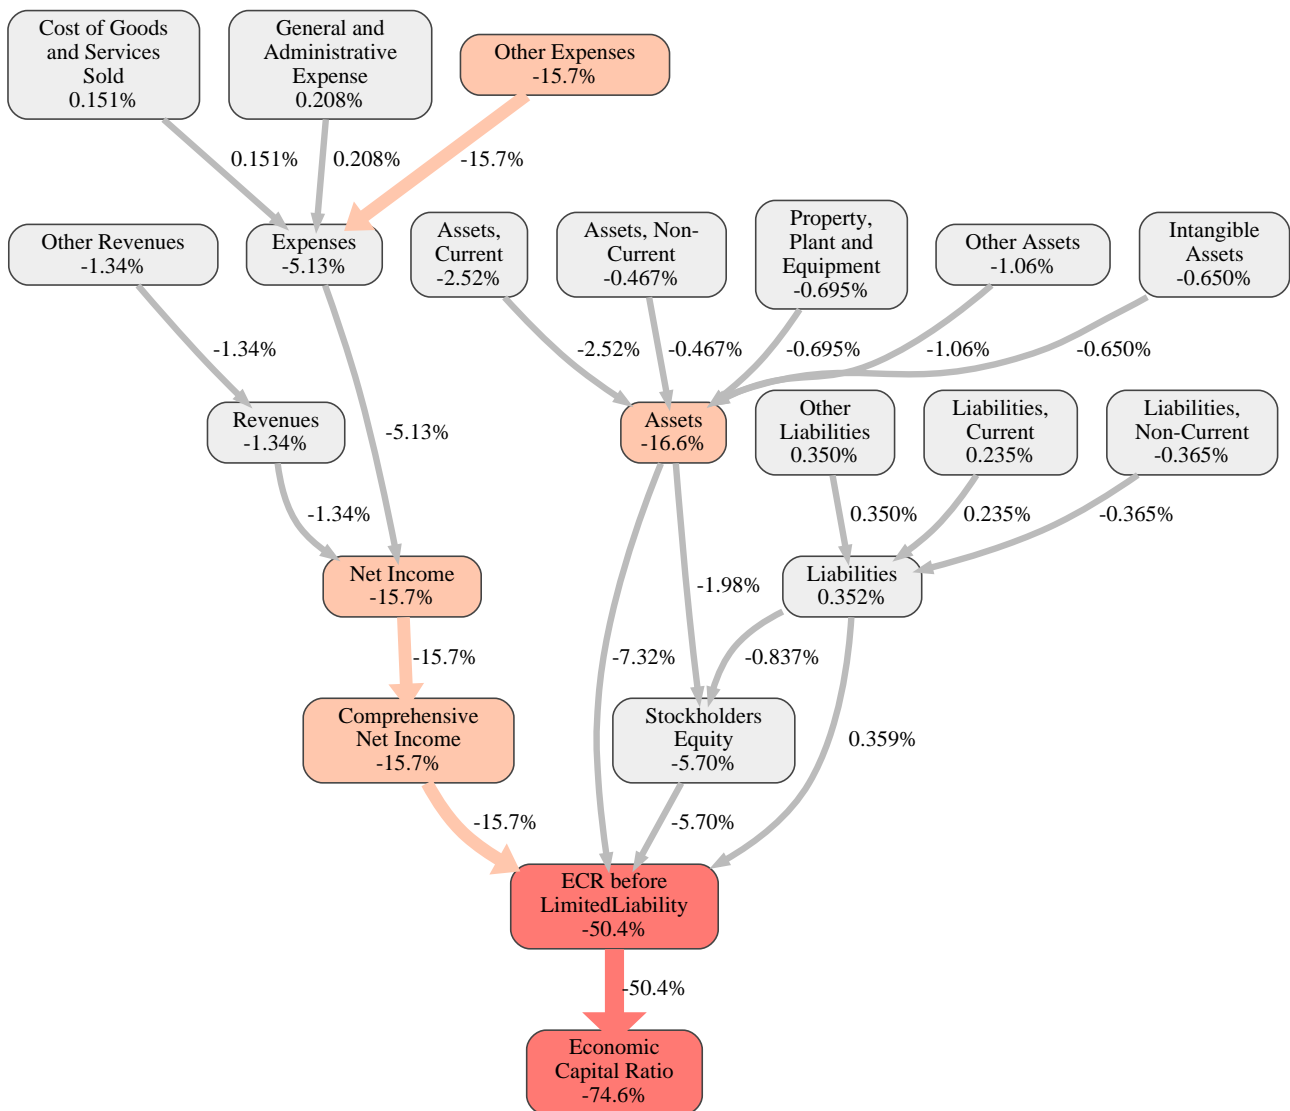 Cost of Goods
and Services
Sold
0.151%
General and
Administrative
Expense
0.208%
Other Expenses
-15.7%
0.151%
0.208%
-15.7%
Other Revenues
-1.34%
Expenses
-5.13%
Assets,
Current
-2.52%
Assets, Non-
Current
-0.467%
Property,
Plant and
Equipment
-0.695%
Other Assets
-1.06%
Intangible
Assets
-0.650%
-1.34%
-2.52%
-0.467%
-0.695%
-1.06%
-0.650%
Revenues
-1.34%
-5.13%
Assets
-16.6%
Other
Liabilities
0.350%
Liabilities,
Current
0.235%
Liabilities,
Non-Current
-0.365%
-1.34%
0.350%
0.235%
-0.365%
Net Income
-15.7%
-1.98%
Liabilities
0.352%
-15.7%
-7.32%
-0.837%
Comprehensive
Net Income
-15.7%
Stockholders
Equity
-5.70%
0.359%
-15.7%
-5.70%
ECR before
LimitedLiability
-50.4%
-50.4%
Economic
Capital Ratio
-74.6%